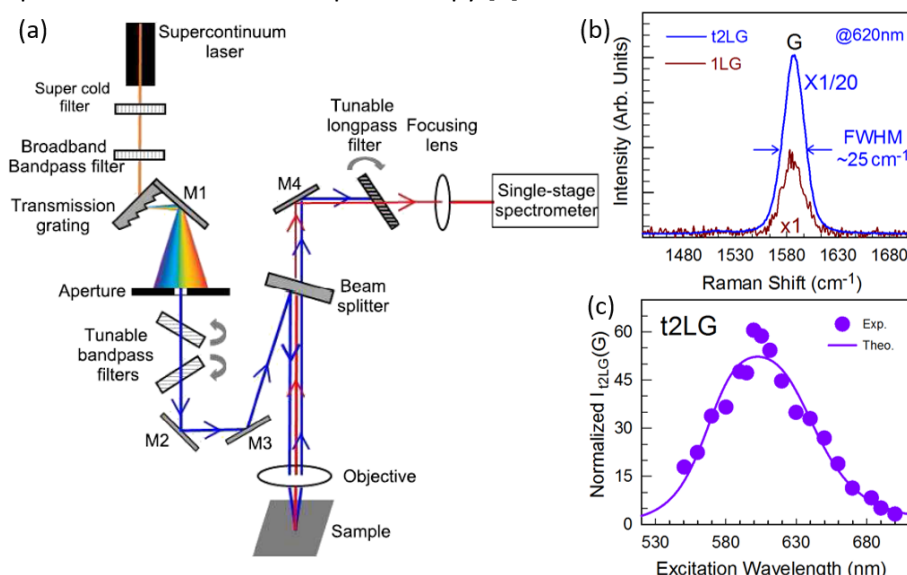 (a)
Supercontinuum
laser
Super cold
filter
Broadband
Bandpass filter
Transmission
grating
M1
Aperture
Tunable
bandpass
filters
M2
M3
M4
Tunable
longpass
filter
Focusing
lens
Single-stage
spectrometer
Beam
splitter
Objective
Sample
(b)
t2LG
1LG
G
@620nm
X1/20
FWHM
~25 cm⁻¹
x1
Intensity (Arb. Units)
1480 1530 1580 1630 1680
Raman Shift (cm⁻¹)
(c)
t2LG
Exp.
Theo.
Normalized I_t2LG(G)
60
45
30
15
0
530 580 630 680
Excitation Wavelength (nm)